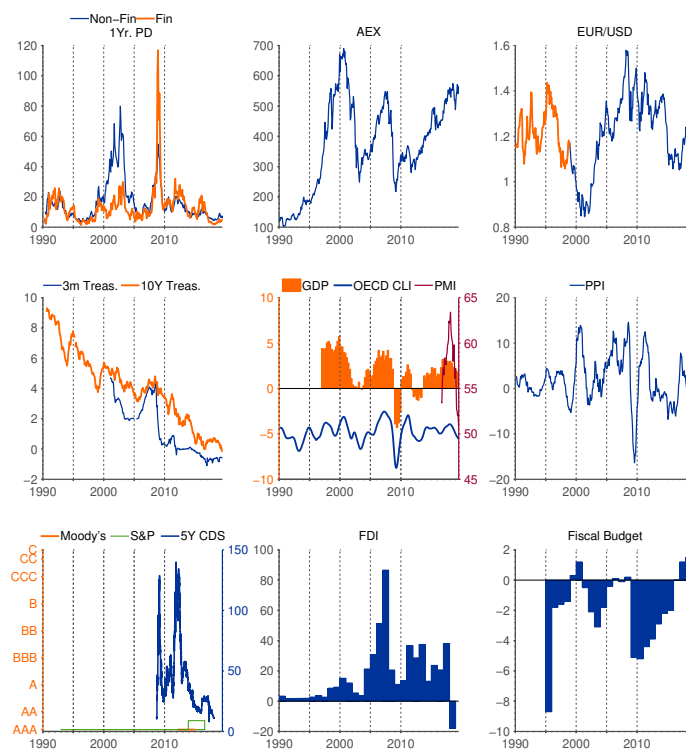 Non−Fin Fin
1Yr. PD
120
100
80
60
40
20
0
1990 2000 2010
AEX
700
600
500
400
300
200
100
1990 2000 2010
EUR/USD
1.6
1.4
1.2
1
0.8
1990 2000 2010
3m Treas. 10Y Treas.
10
8
6
4
2
0
−2
1990 2000 2010
GDP OECD CLI PMI
10 65
5 60
0 55
−5 50
−10 45
1990 2000 2010
PPI
20
10
0
−10
−20
1990 2000 2010
Moody's S&P 5Y CDS
C 150
CC
CCC
B 100
BB
BBB
A 50
AA
AAA 0
1990 2000 2010
FDI
100
80
60
40
20
0
−20
1990 2000 2010
Fiscal Budget
2
0
−2
−4
−6
−8
−10
1990 2000 2010